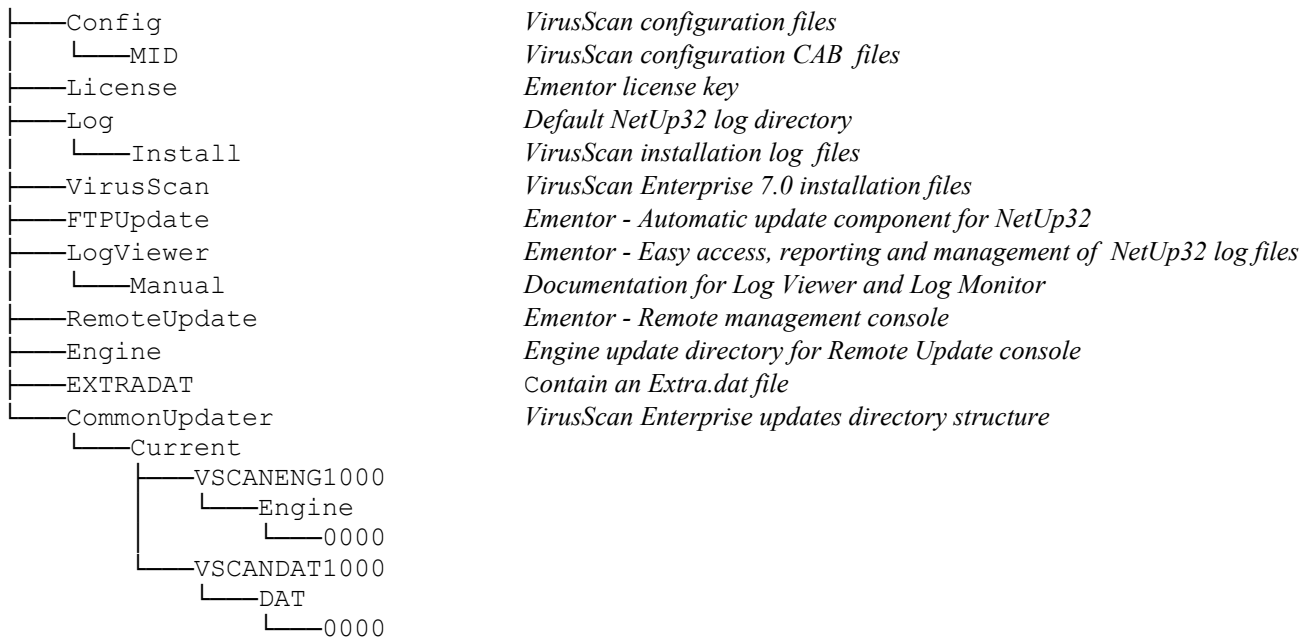 ├───Config VirusScan configuration files
│ └───MID VirusScan configuration CAB files
├───License Ementor license key
├───Log Default NetUp32 log directory
│ └───Install VirusScan installation log files
├───VirusScan VirusScan Enterprise 7.0 installation files
├───FTPUpdate Ementor - Automatic update component for NetUp32
├───LogViewer Ementor - Easy access, reporting and management of NetUp32 log files
│ └───Manual Documentation for Log Viewer and Log Monitor
├───RemoteUpdate Ementor - Remote management console
├───Engine Engine update directory for Remote Update console
├───EXTRADAT Contain an Extra.dat file
└───CommonUpdater VirusScan Enterprise updates directory structure
└───Current
├───VSCANENG1000
│ └───Engine
│ └───0000
└───VSCANDAT1000
└───DAT
└───0000